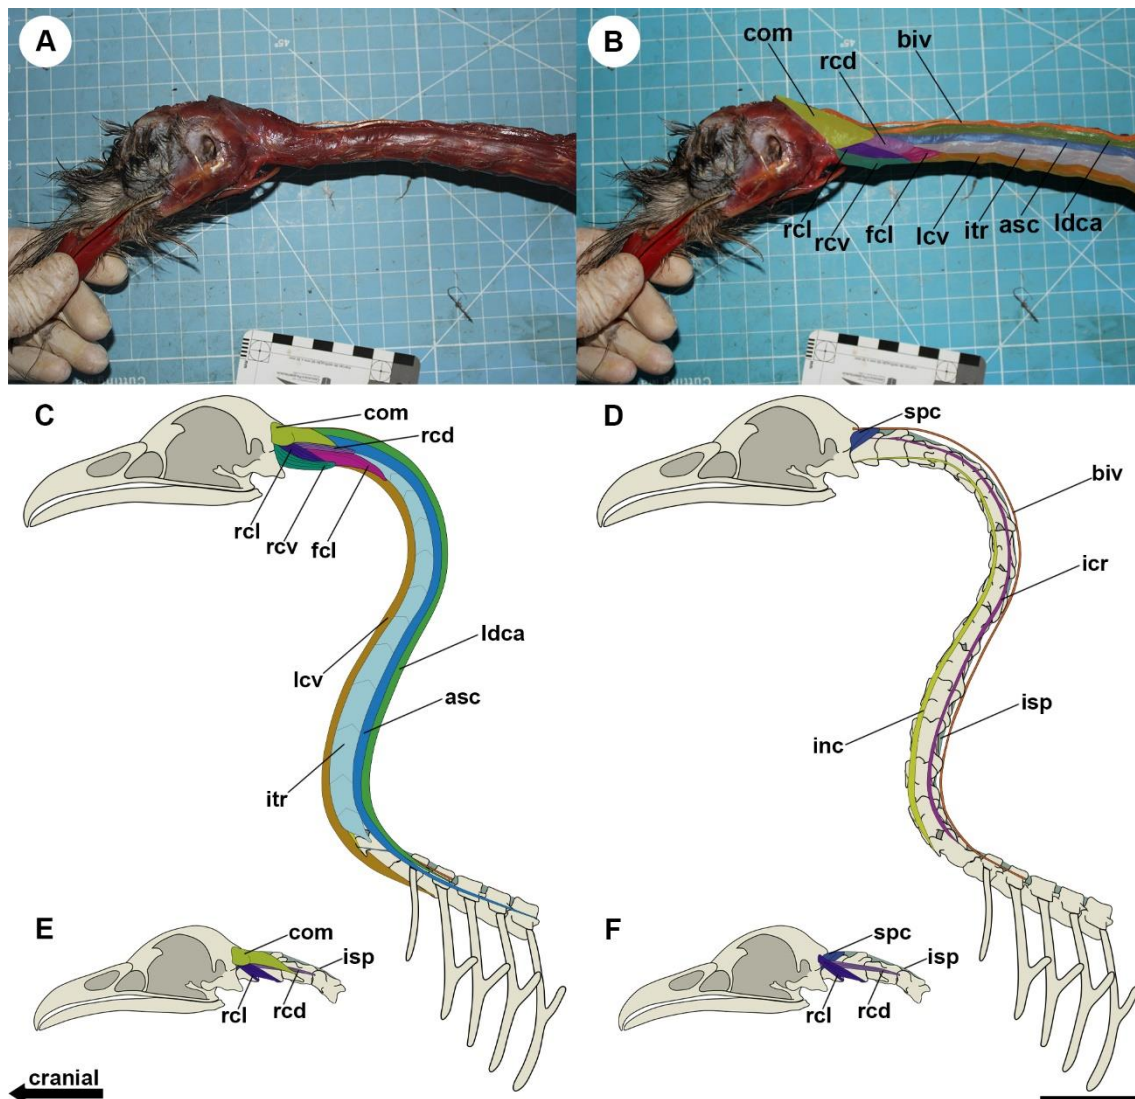 A
45°
B
com
rcd
biv
rcl
rcv
fcl
lcv
itr
asc
ldca
C
com
rcd
rcl
rcv
fcl
lcv
ldca
asc
itr
D
spc
biv
icr
isp
inc
E
com
isp
rcl
rcd
F
spc
isp
rcl
rcd
cranial